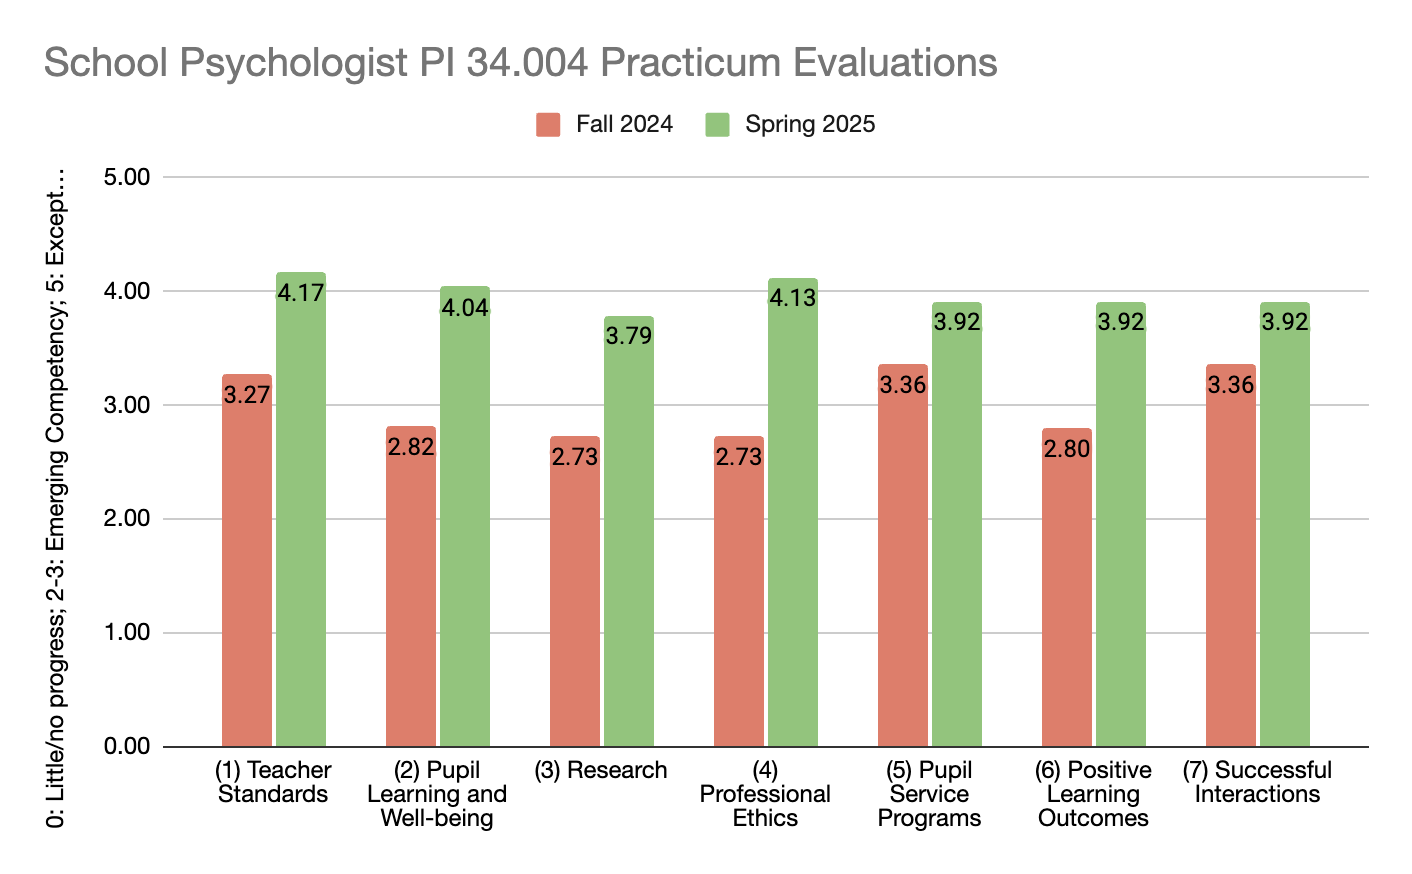 School Psychologist PI 34.004 Practicum Evaluations
Fall 2024
Spring 2025
0: Little/no progress; 2-3: Emerging Competency; 5: Except...
5.00
4.00
3.00
2.00
1.00
0.00
3.27
4.17
2.82
4.04
2.73
3.79
2.73
4.13
3.36
3.92
2.80
3.92
3.36
3.92
(1) Teacher
Standards
(2) Pupil
Learning and
Well-being
(3) Research
(4)
Professional
Ethics
(5) Pupil
Service
Programs
(6) Positive
Learning
Outcomes
(7) Successful
Interactions